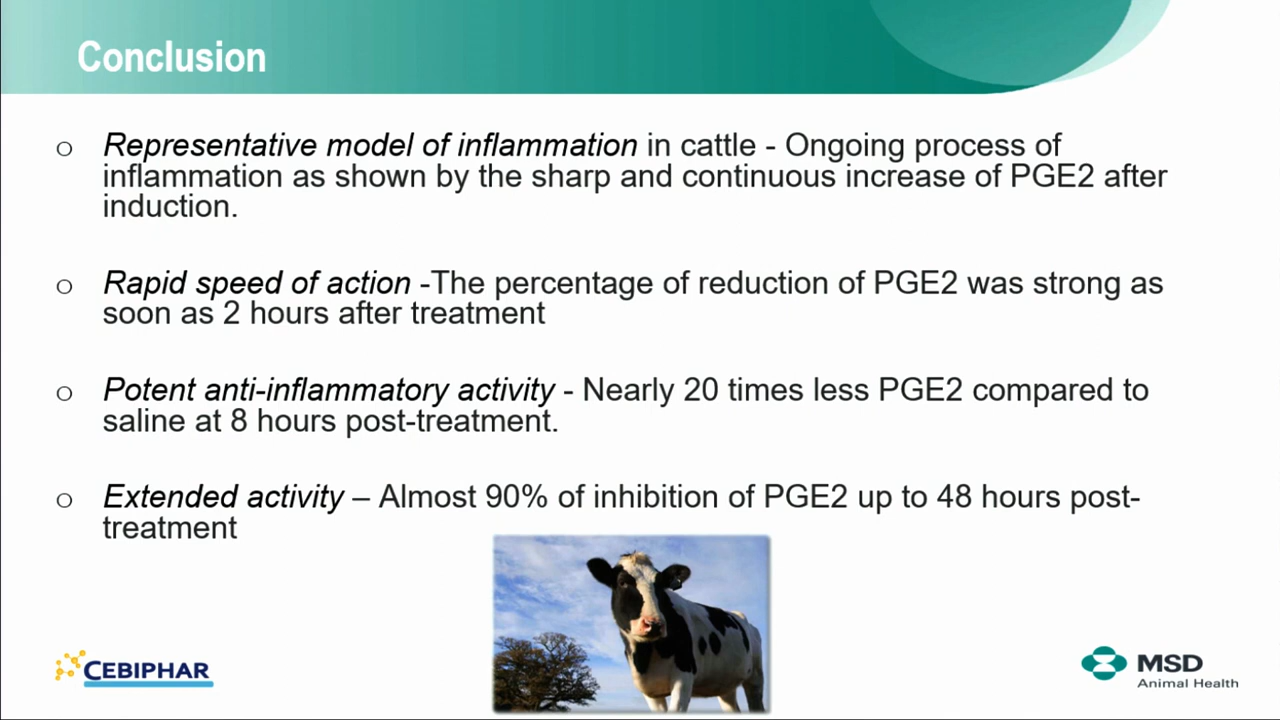 Conclusion
o Representative model of inflammation in cattle - Ongoing process of
inflammation as shown by the sharp and continuous increase of PGE2 after
induction.
o Rapid speed of action -The percentage of reduction of PGE2 was strong as
soon as 2 hours after treatment
o Potent anti-inflammatory activity - Nearly 20 times less PGE2 compared to
saline at 8 hours post-treatment.
o Extended activity – Almost 90% of inhibition of PGE2 up to 48 hours post-
treatment
CEBIPHAR
MSD
Animal Health